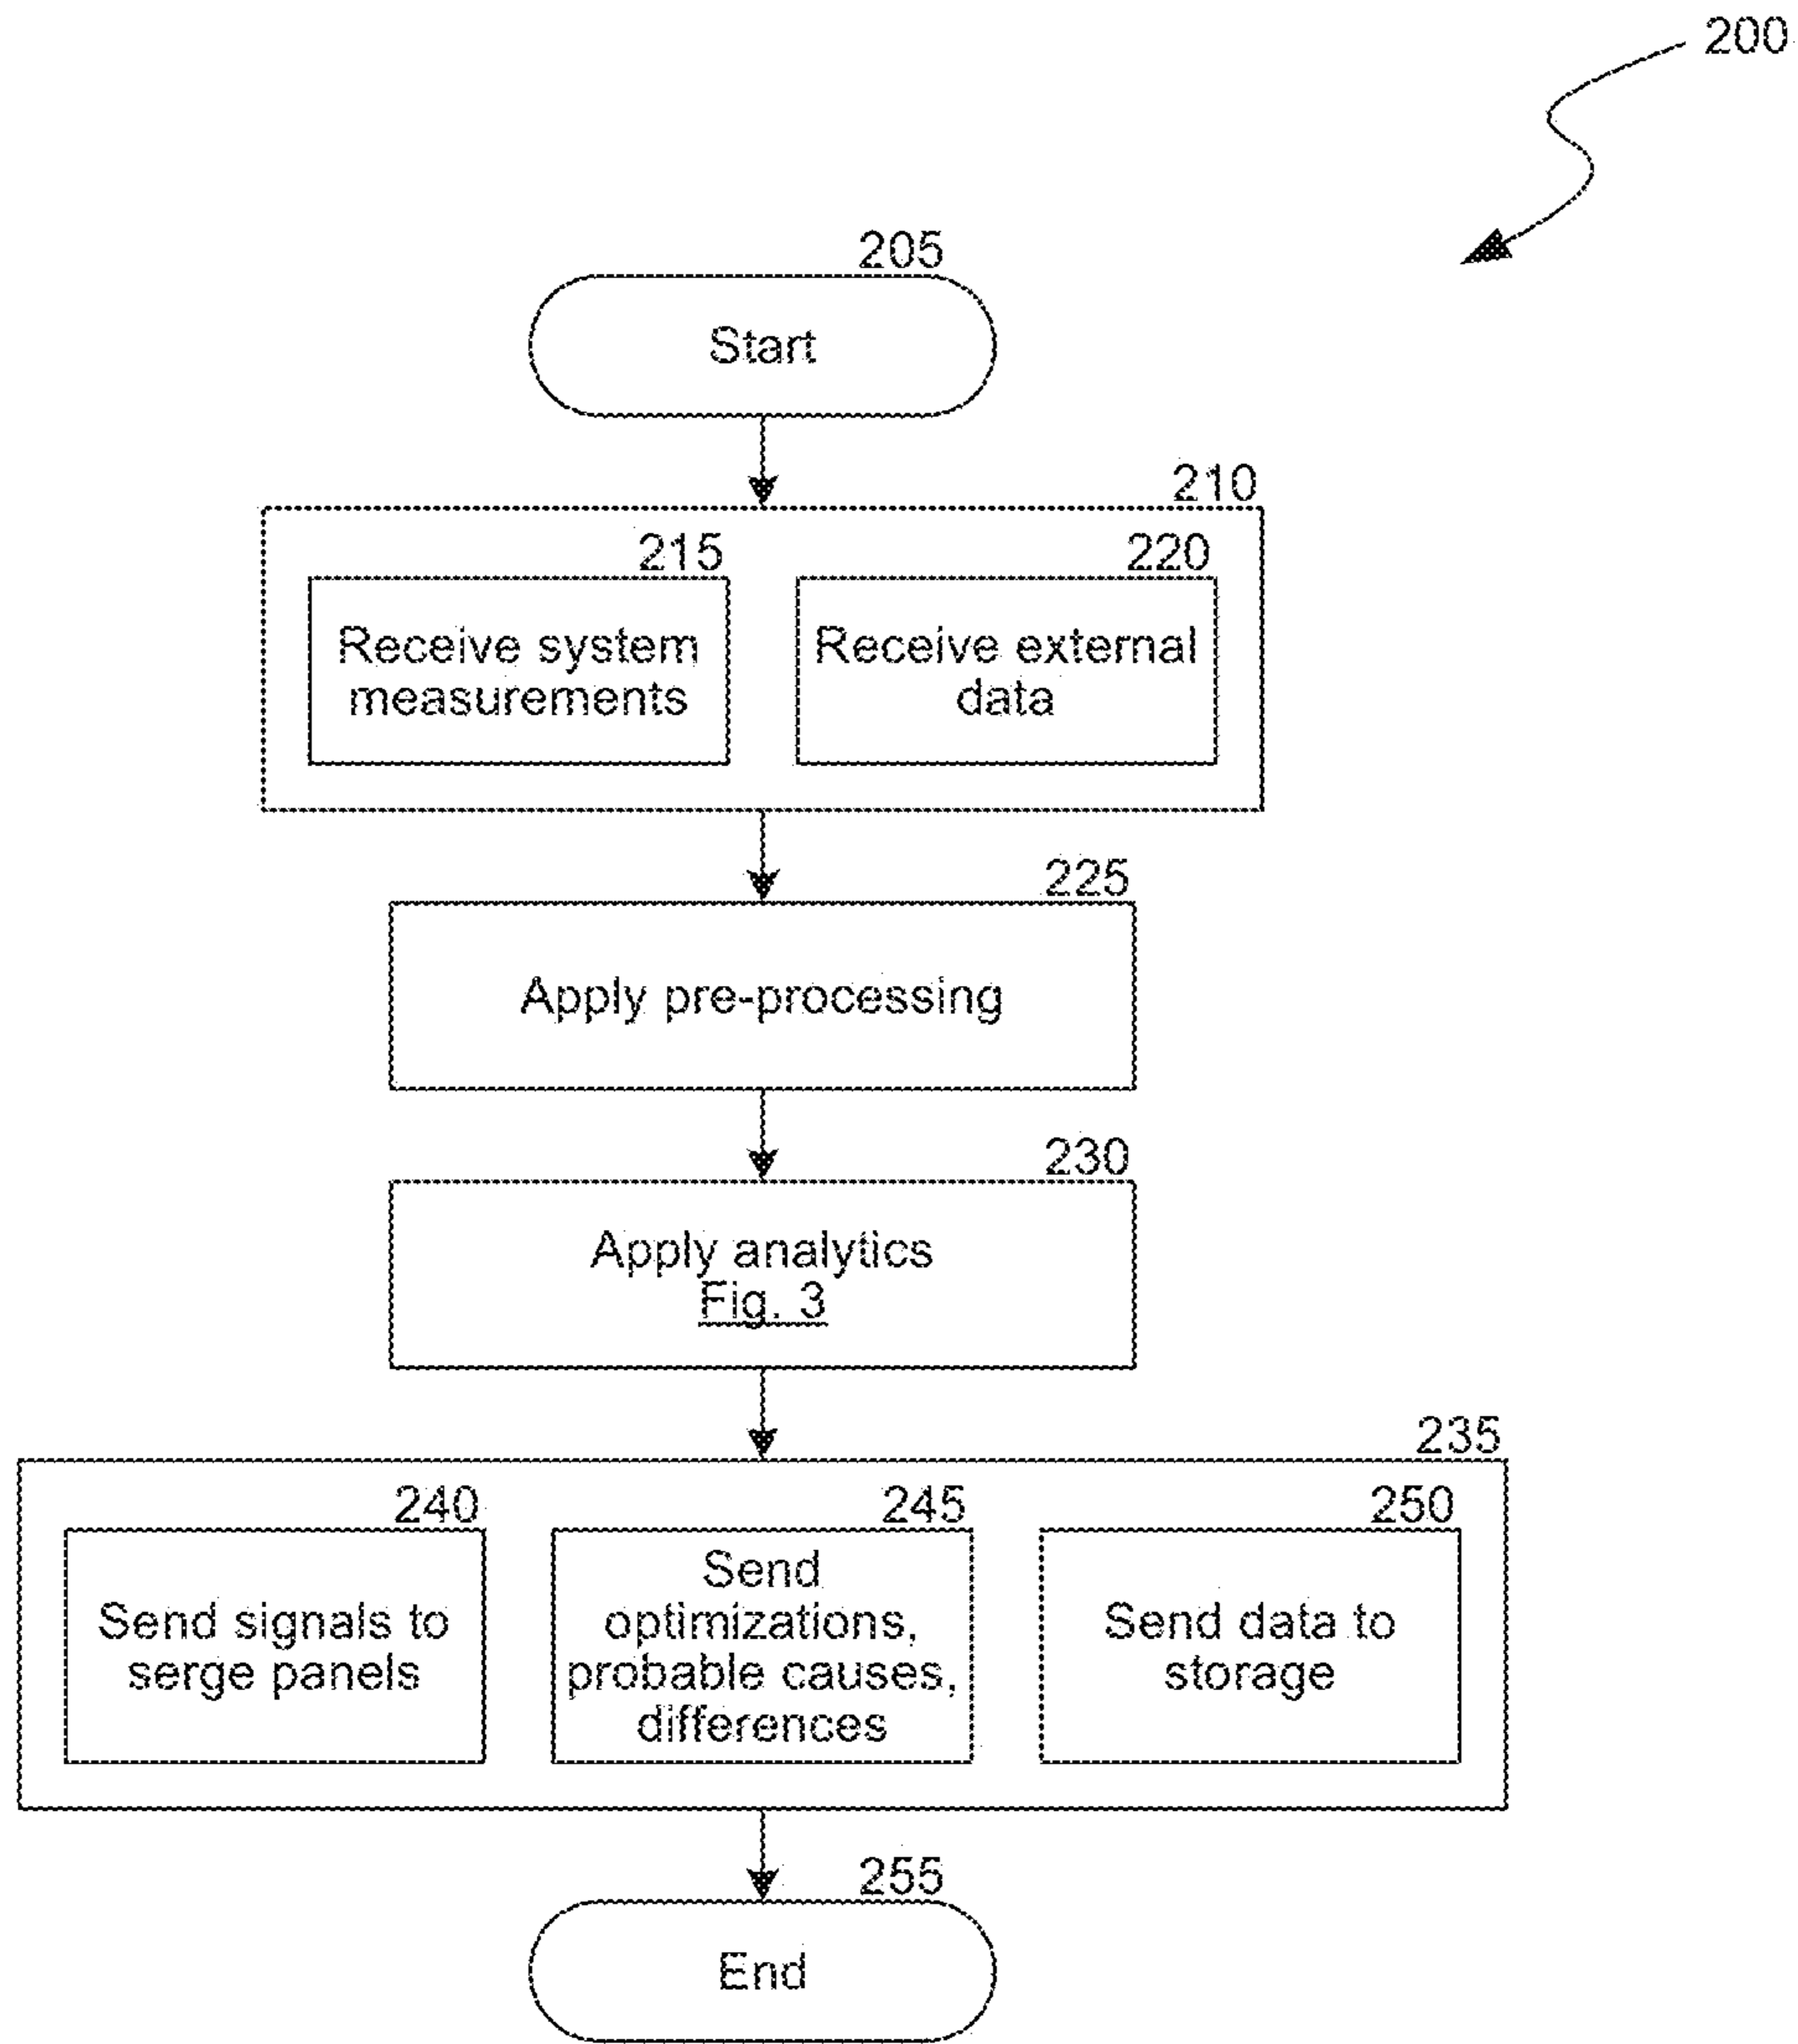 200
205
Start
210
215
220
Receive system
measurements
Receive external
data
225
Apply pre-processing
230
Apply analytics
Fig. 3
235
240
245
250
Send signals to
serge panels
Send
optimizations,
probable causes,
differences
Send data to
storage
255
End